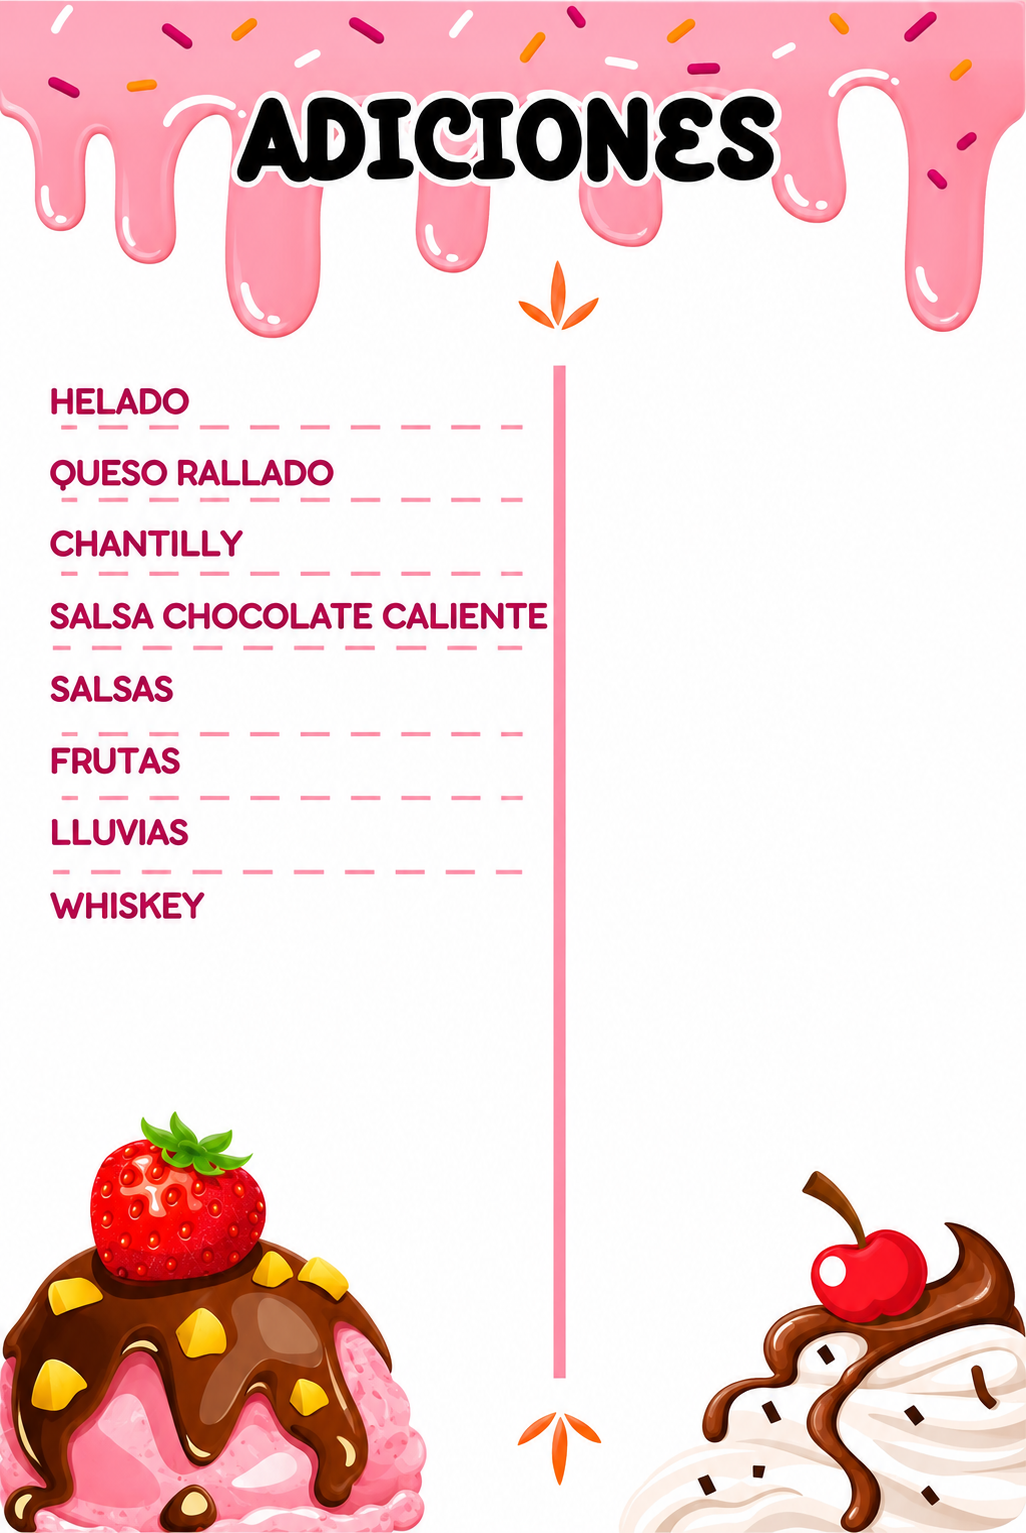 ADICIONES
HELADO
QUESO RALLADO
CHANTILLY
SALSA CHOCOLATE CALIENTE
SALSAS
FRUTAS
LLUVIAS
WHISKEY